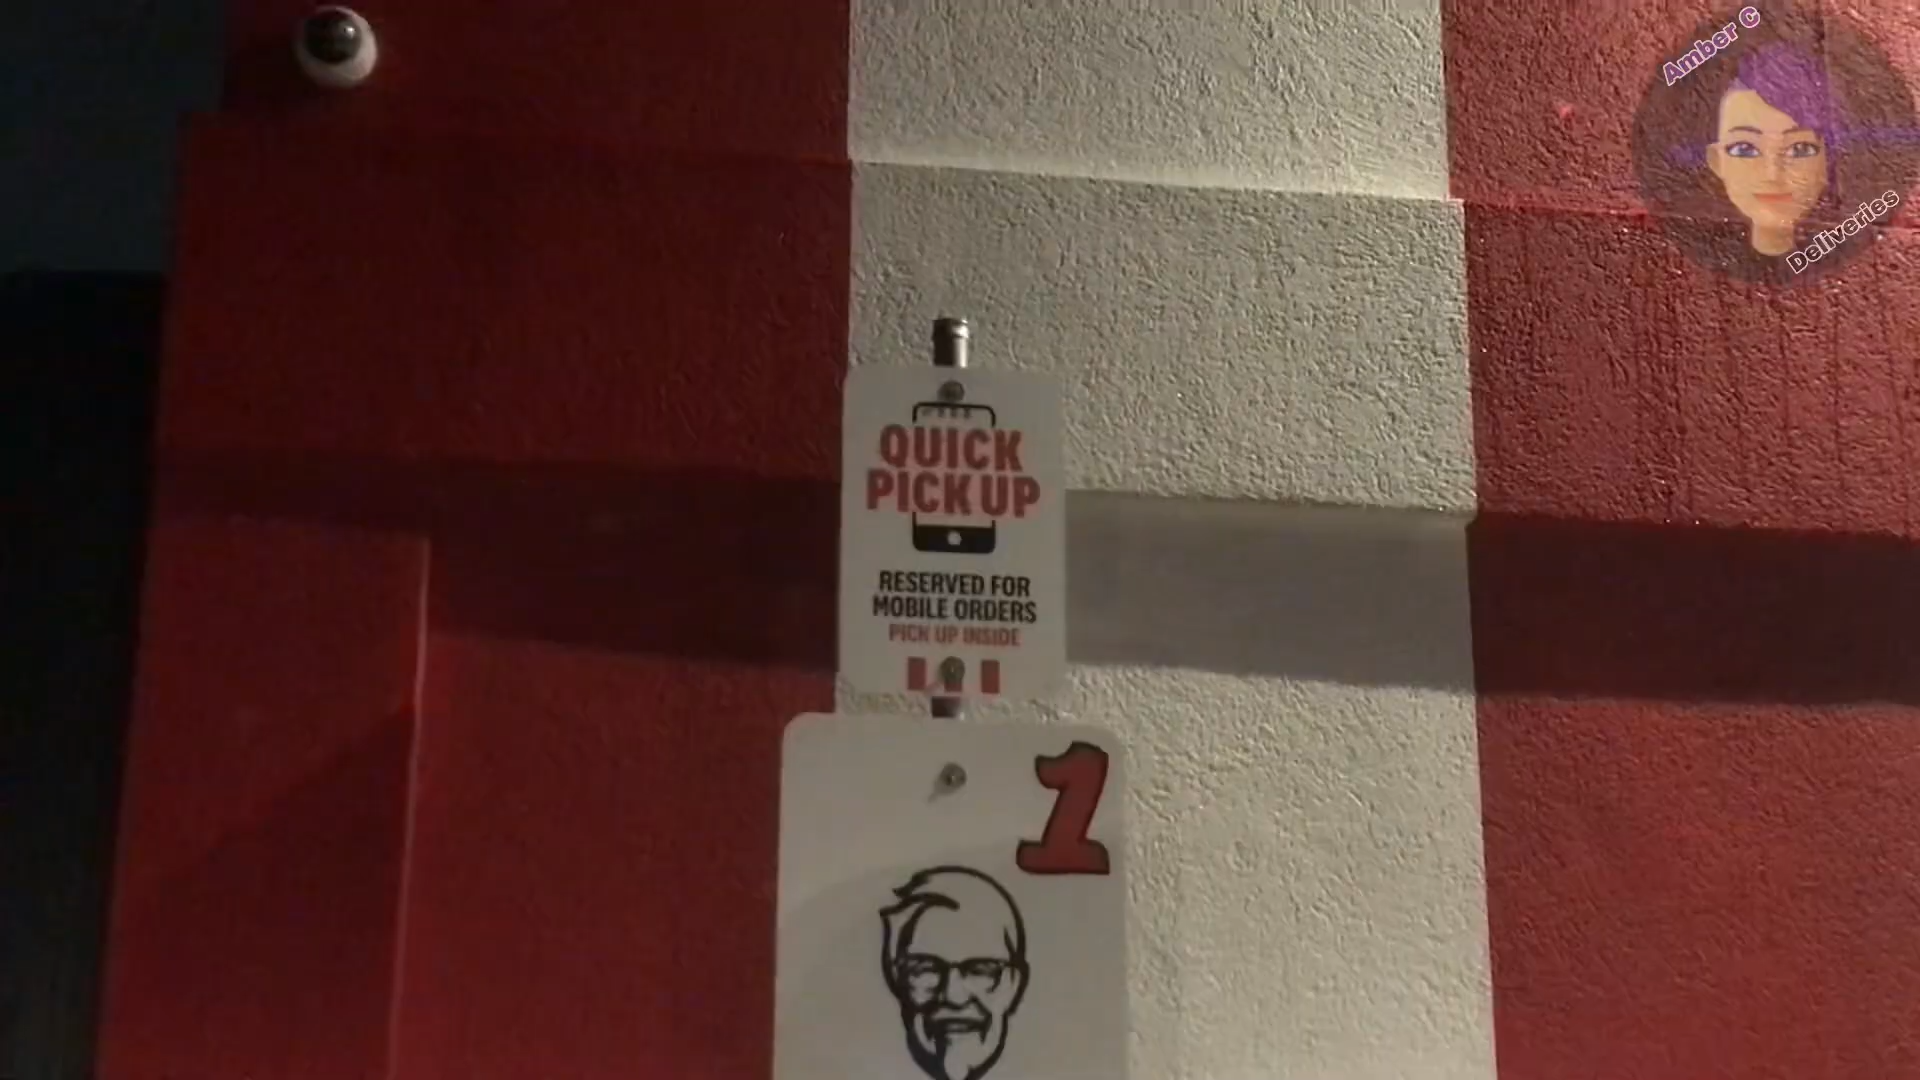 Amber C
Deliveries
QUICK
PICK UP
RESERVED FOR
MOBILE ORDERS
PICK UP INSIDE
1